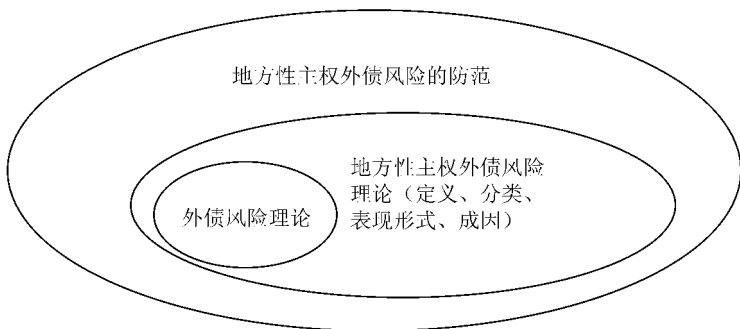 地方性主权外债风险的防范
地方性主权外债风险
理论（定义、分类、
表现形式、成因）
外债风险理论